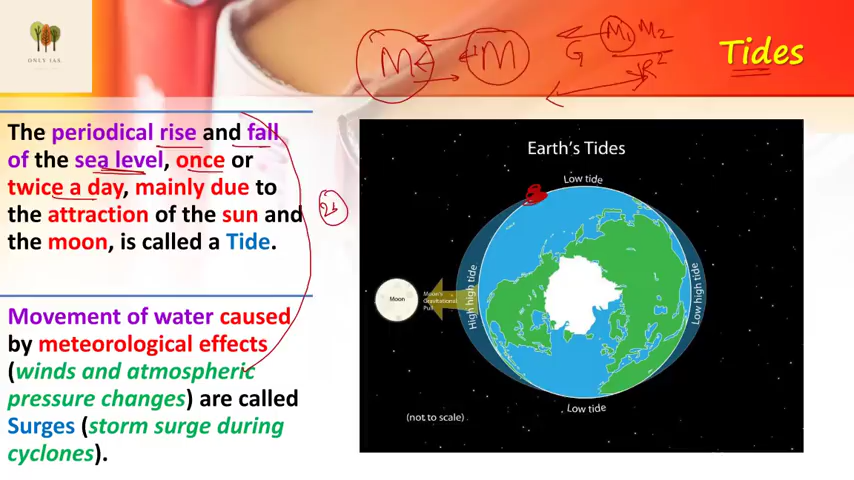 ONLY IAS
M M
G M1 M2
R²
Tides
The periodical rise and fall
of the sea level, once or
twice a day, mainly due to
the attraction of the sun and
the moon, is called a Tide.
Movement of water caused
by meteorological effects
(winds and atmospheric
pressure changes) are called
Surges (storm surge during
cyclones).
Earth's Tides
Low tide
Moon
Moon's
Gravitational
Pull
High high tide
Low high tide
Low tide
(not to scale)